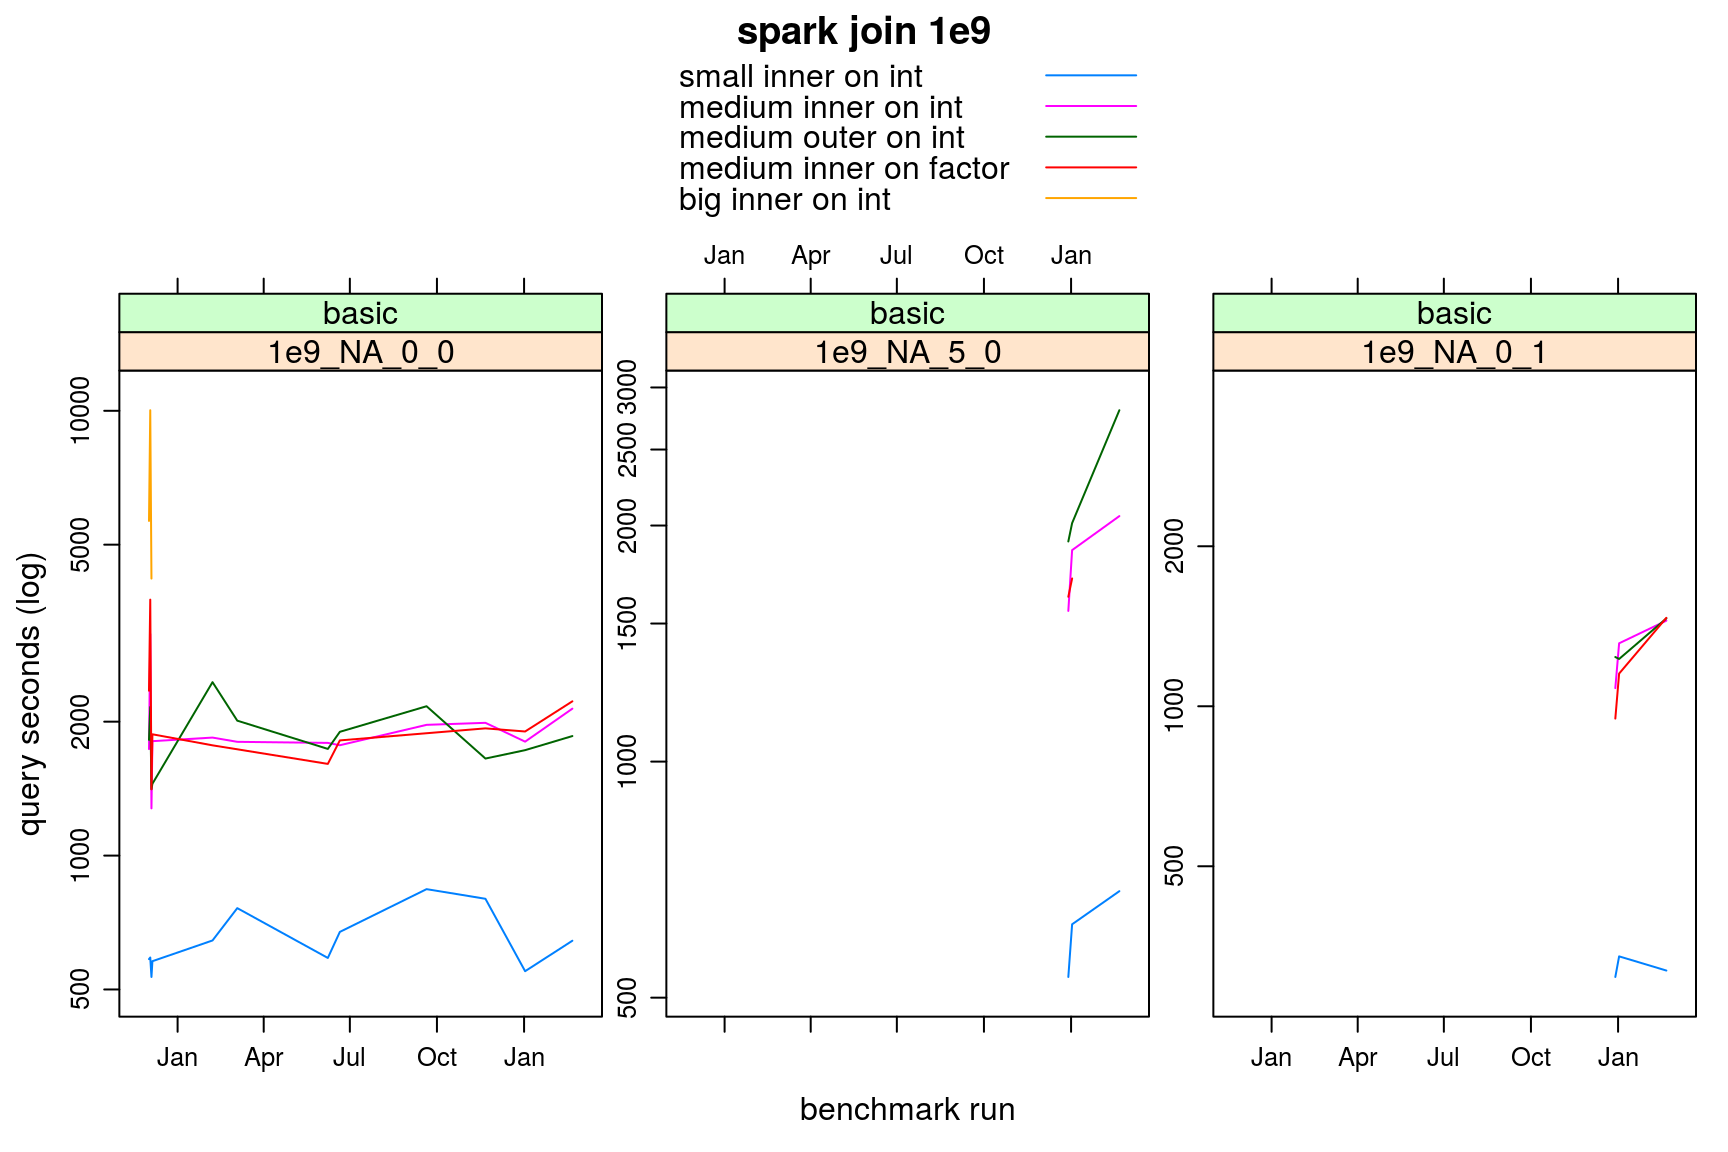 spark join 1e9
small inner on int
medium inner on int
medium outer on int
medium inner on factor
big inner on int
Jan Apr Jul Oct Jan
basic basic basic
1e9_NA_0_0 1e9_NA_5_0 1e9_NA_0_1
query seconds (log)
10000
5000
2000
1000
500
3000
2500
2000
1500
1000
500
2000
1000
500
Jan Apr Jul Oct Jan Jan Apr Jul Oct Jan
benchmark run